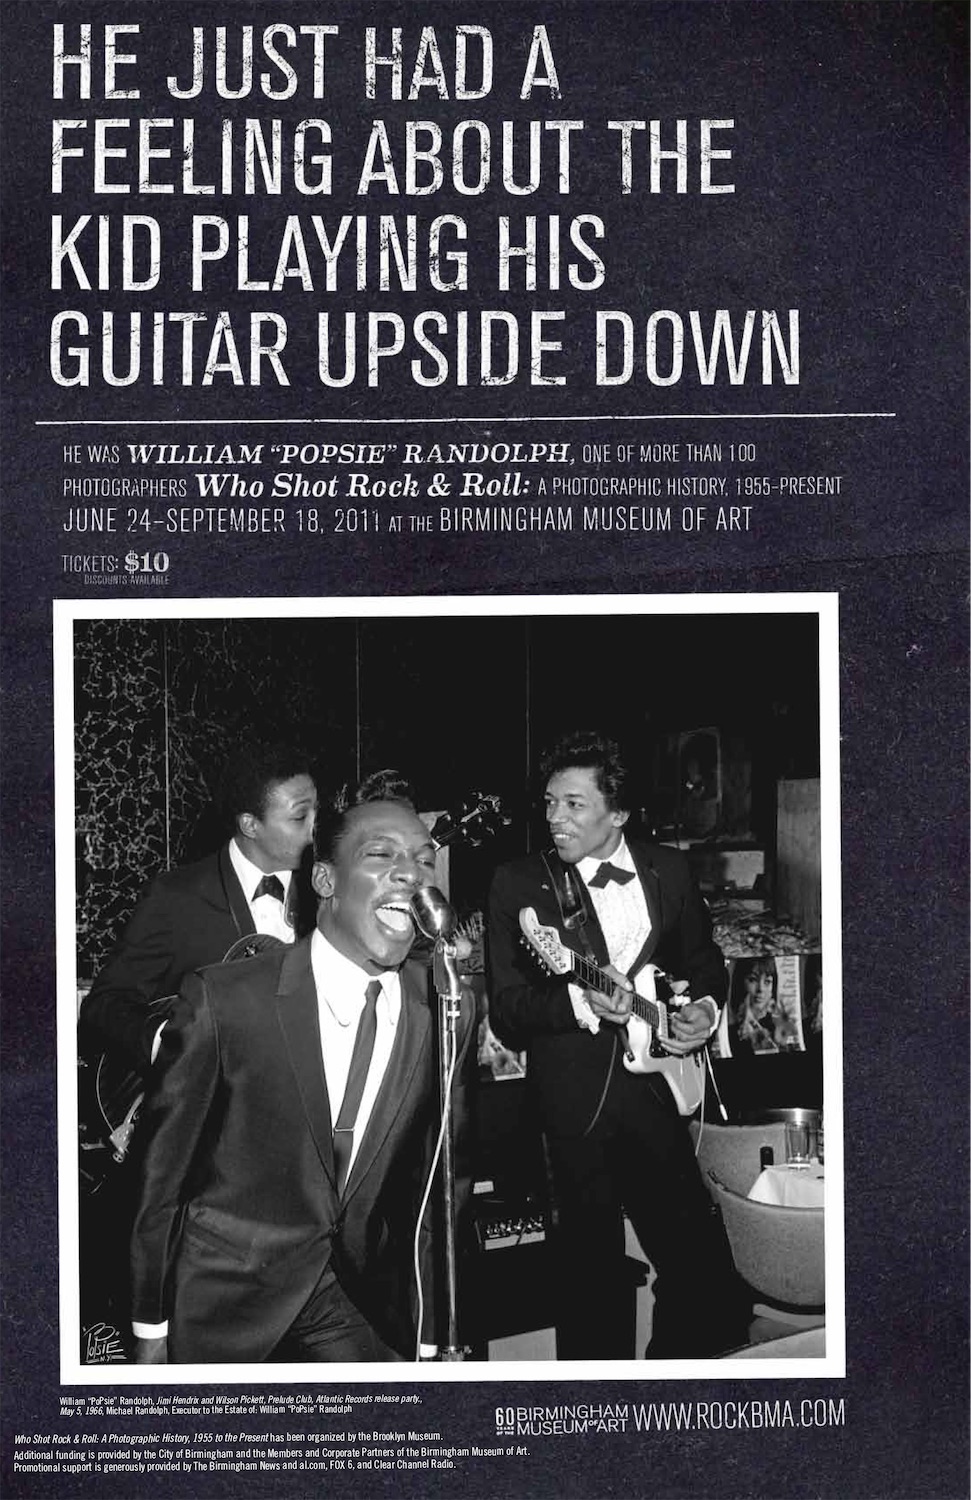 HE JUST HAD A
FEELING ABOUT THE
KID PLAYING HIS
GUITAR UPSIDE DOWN
HE WAS WILLIAM “POPSIE” RANDOLPH, ONE OF MORE THAN 100
PHOTOGRAPHERS Who Shot Rock & Roll: A PHOTOGRAPHIC HISTORY, 1955-PRESENT
JUNE 24-SEPTEMBER 18, 2011 AT THE BIRMINGHAM MUSEUM OF ART
TICKETS: $10
DISCOUNTS AVAILABLE
"PoPsiE"
N.Y.
William “PoPsie” Randolph, Jimi Hendrix and Wilson Pickett, Prelude Club, Atlantic Records release party.,
May 5, 1966, Michael Randolph, Executor to the Estate of: William “PoPsie” Randolph
60 YEARS OF THE BIRMINGHAM
MUSEUM OF ART WWW.ROCKBMA.COM
Who Shot Rock & Roll: A Photographic History, 1955 to the Present has been organized by the Brooklyn Museum.
Additional funding is provided by the City of Birmingham and the Members and Corporate Partners of the Birmingham Museum of Art.
Promotional support is generously provided by The Birmingham News and al.com, FOX 6, and Clear Channel Radio.